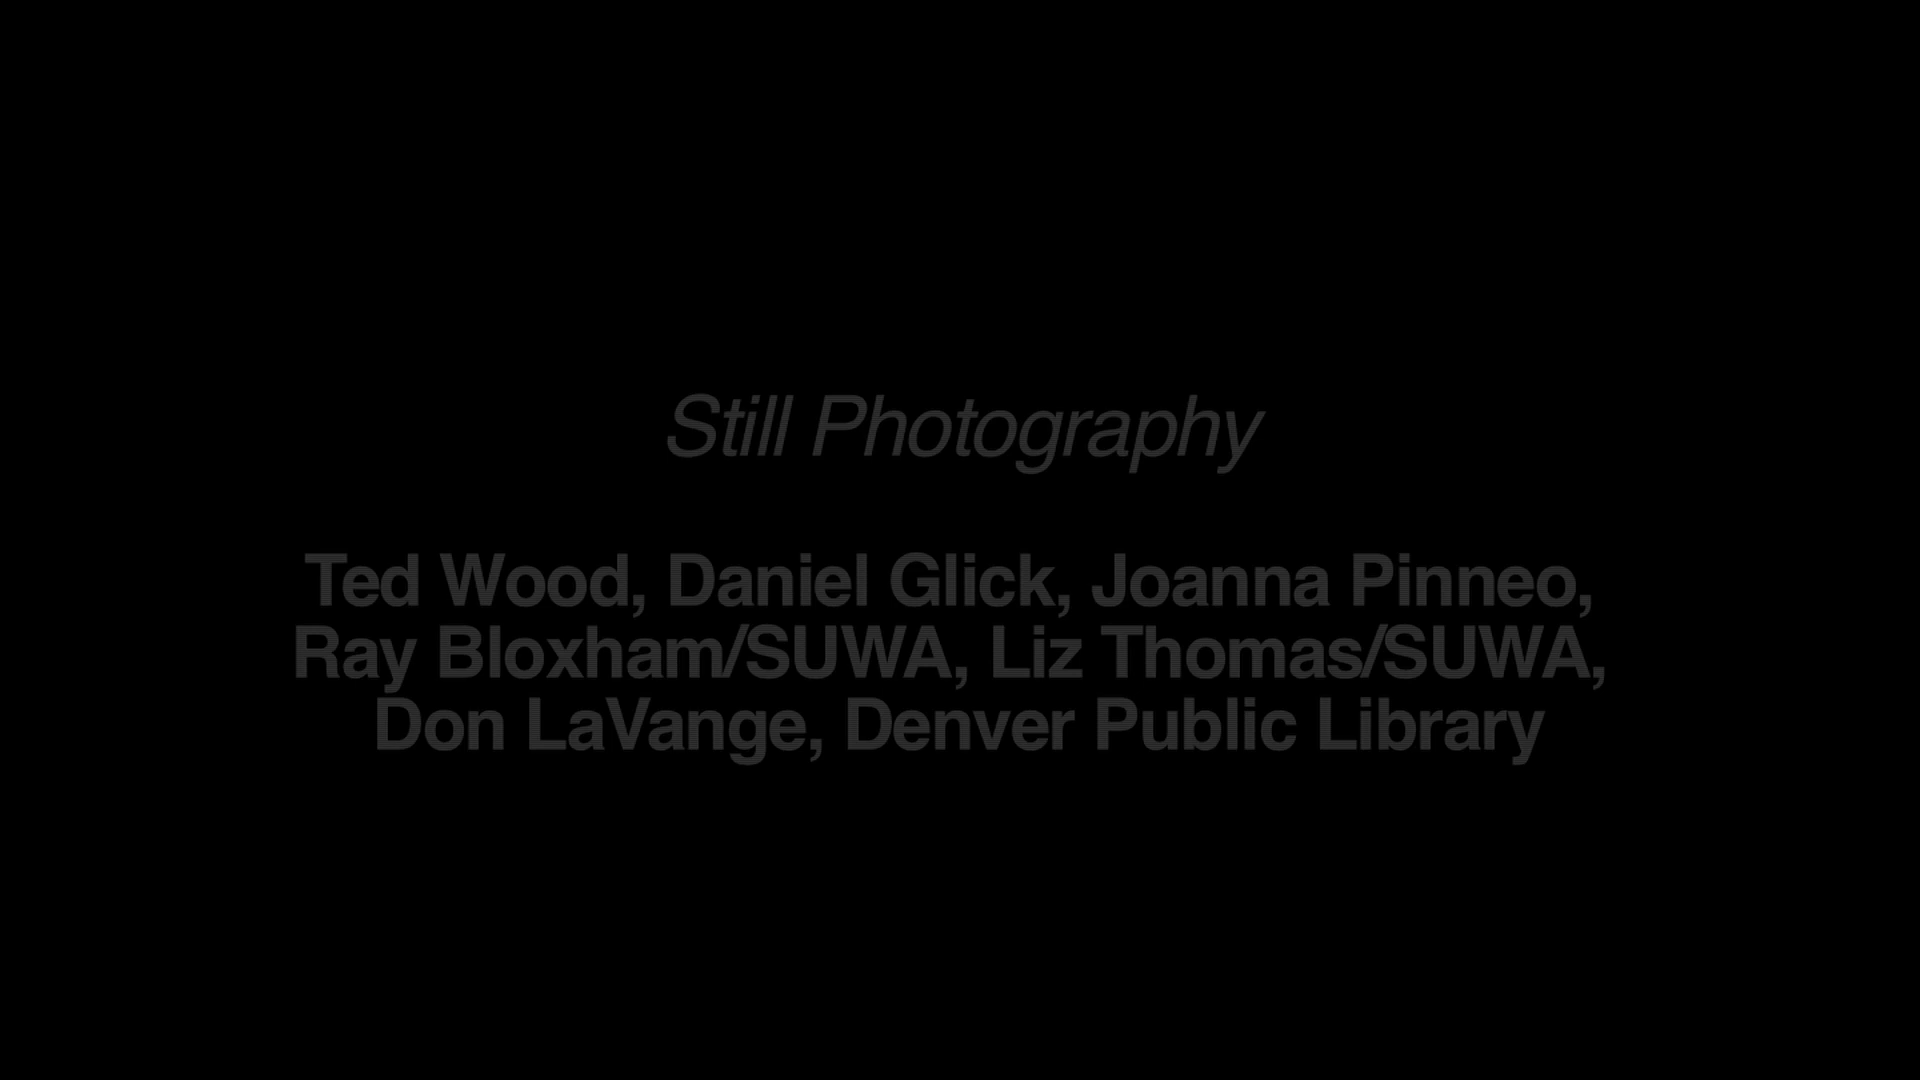 Still Photography
Ted Wood, Daniel Glick, Joanna Pinneo,
Ray Bloxham/SUWA, Liz Thomas/SUWA,
Don LaVange, Denver Public Library